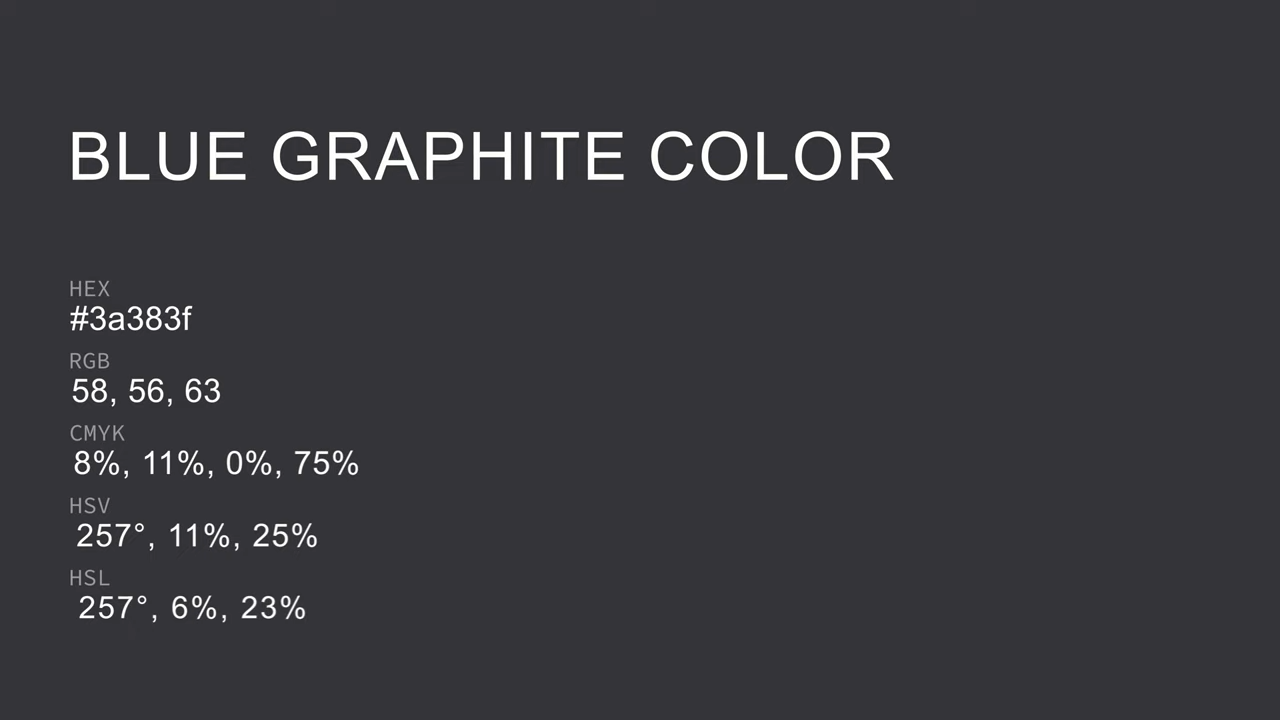 BLUE GRAPHITE COLOR
HEX
#3a383f
RGB
58, 56, 63
CMYK
8%, 11%, 0%, 75%
HSV
257°, 11%, 25%
HSL
257°, 6%, 23%